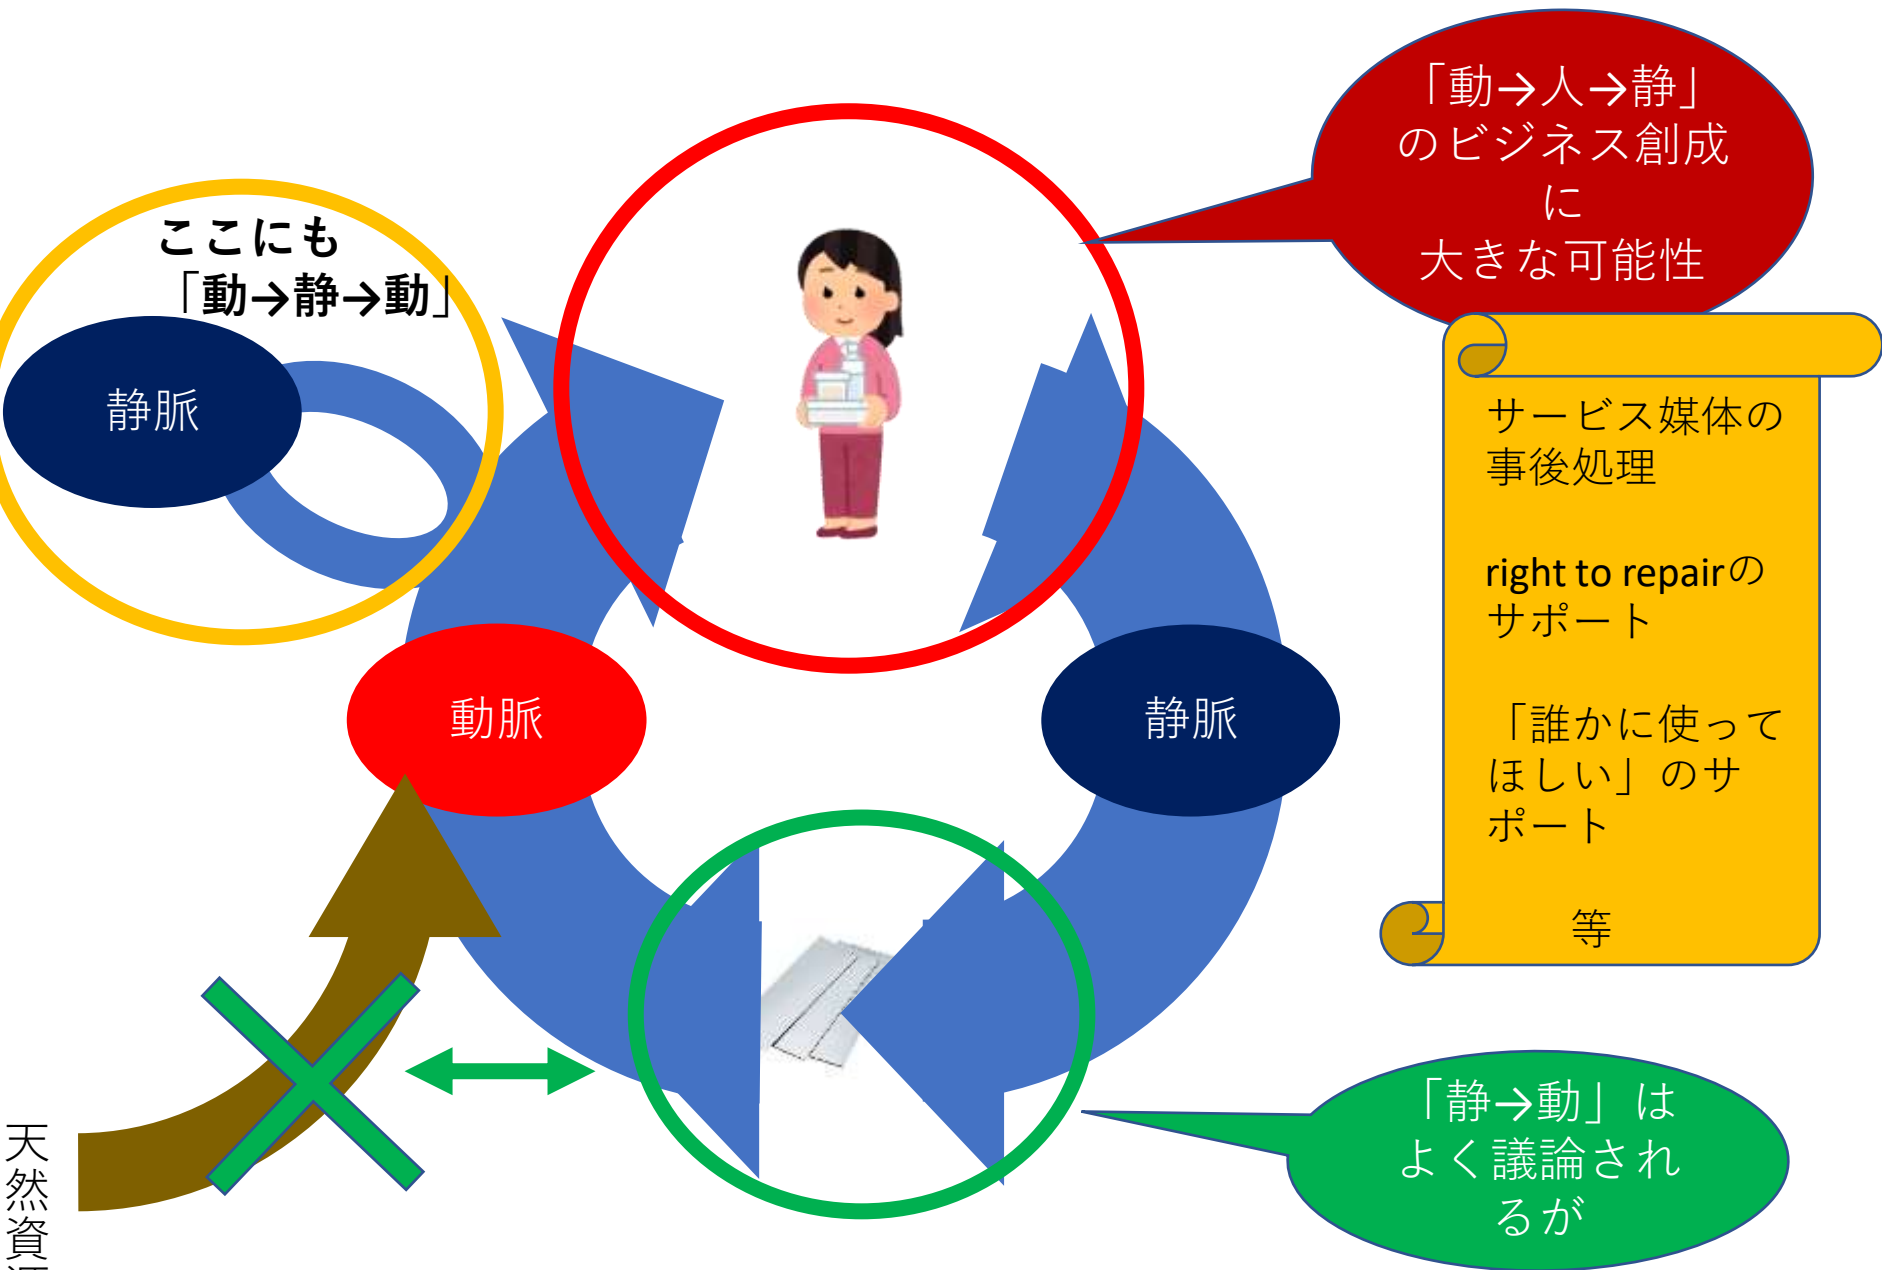 「動→人→静」
のビジネス創成
に
大きな可能性
ここにも
「動→静→動」
静脈
サービス媒体の
事後処理
right to repairの
サポート
「誰かに使って
ほしい」のサ
ポート
等
動脈
静脈
「静→動」は
よく議論され
るが
天然資